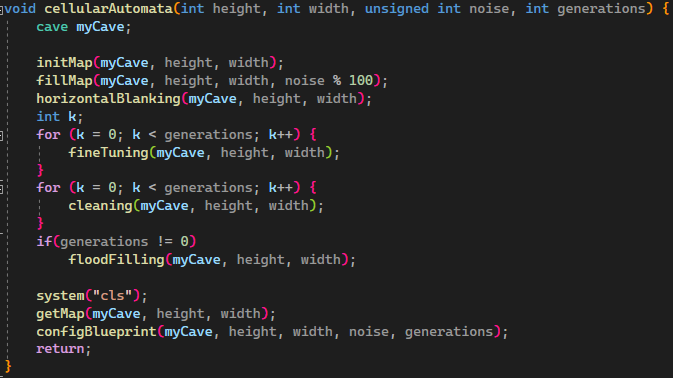 void cellularAutomata(int height, int width, unsigned int noise, int generations) {
    cave myCave;

    initMap(myCave, height, width);
    fillMap(myCave, height, width, noise % 100);
    horizontalBlanking(myCave, height, width);
    int k;
    for (k = 0; k < generations; k++) {
        fineTuning(myCave, height, width);
    }
    for (k = 0; k < generations; k++) {
        cleaning(myCave, height, width);
    }
    if(generations != 0)
        floodFilling(myCave, height, width);

    system("cls");
    getMap(myCave, height, width);
    configBlueprint(myCave, height, width, noise, generations);
    return;
}